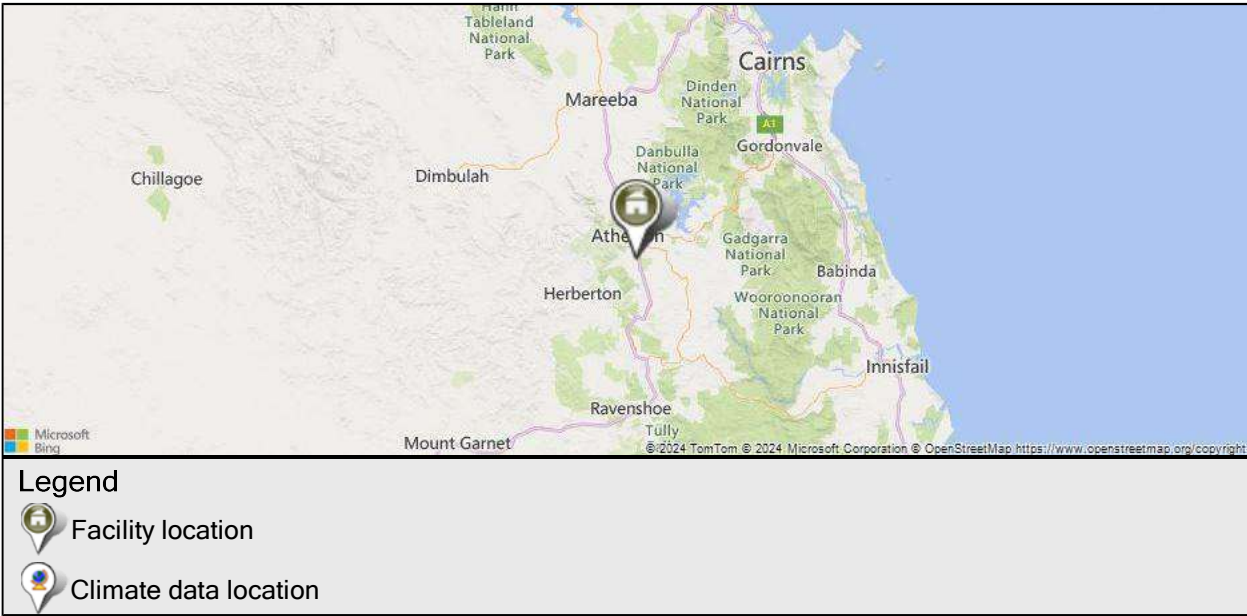 Hann
Tableland
National
Park
Cairns
Mareeba
Dinden
National
Park
A1
Gordonvale
Danbulla
National
Park
Chillagoe
Dimbulah
Gadgarra
National
Park
Babinda
Herberton
Wooroonooran
National
Park
Innisfail
Ravenshoe
Tully
Mount Garnet
Microsoft
Bing
© 2024 TomTom © 2024 Microsoft Corporation © OpenStreetMap https://www.openstreetmap.org/copyright
Legend
Facility location
Climate data location